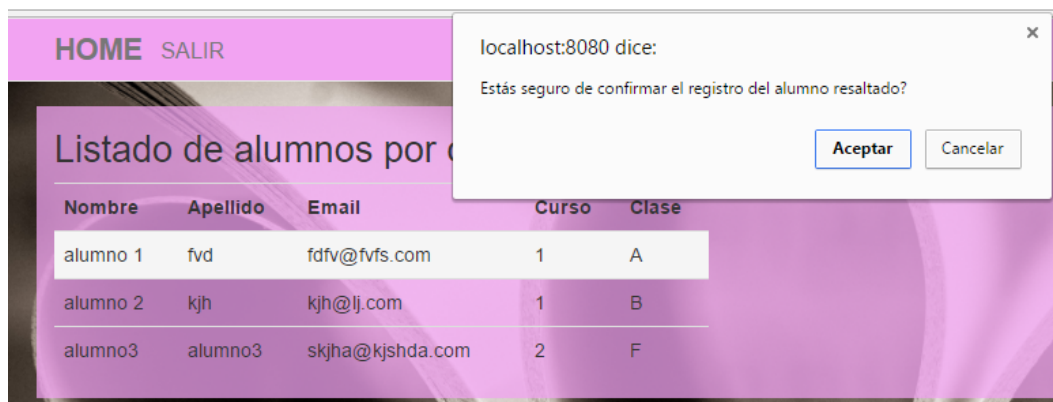 HOME SALIR
localhost:8080 dice:
Estás seguro de confirmar el registro del alumno resaltado?
Aceptar Cancelar
Listado de alumnos por
Nombre Apellido Email Curso Clase
alumno 1 fvd fdfv@fvfs.com 1 A
alumno 2 kjh kjh@lj.com 1 B
alumno3 alumno3 skjha@kjshda.com 2 F